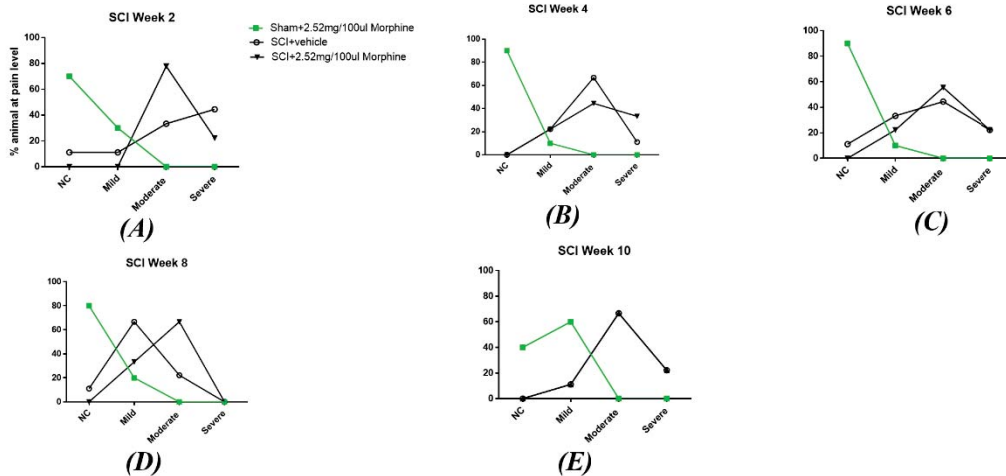 SCI Week 2
Sham+2.52mg/100ul Morphine
SCI+vehicle
SCI+2.52mg/100ul Morphine
% animal at pain level
100
80
60
40
20
0
NC
Mild
Moderate
Severe
(A)
SCI Week 4
100
80
60
40
20
0
NC
Mild
Moderate
Severe
(B)
SCI Week 6
100
80
60
40
20
0
NC
Mild
Moderate
Severe
(C)
SCI Week 8
100
80
60
40
20
0
NC
Mild
Moderate
Severe
(D)
SCI Week 10
100
80
60
40
20
0
NC
Mild
Moderate
Severe
(E)